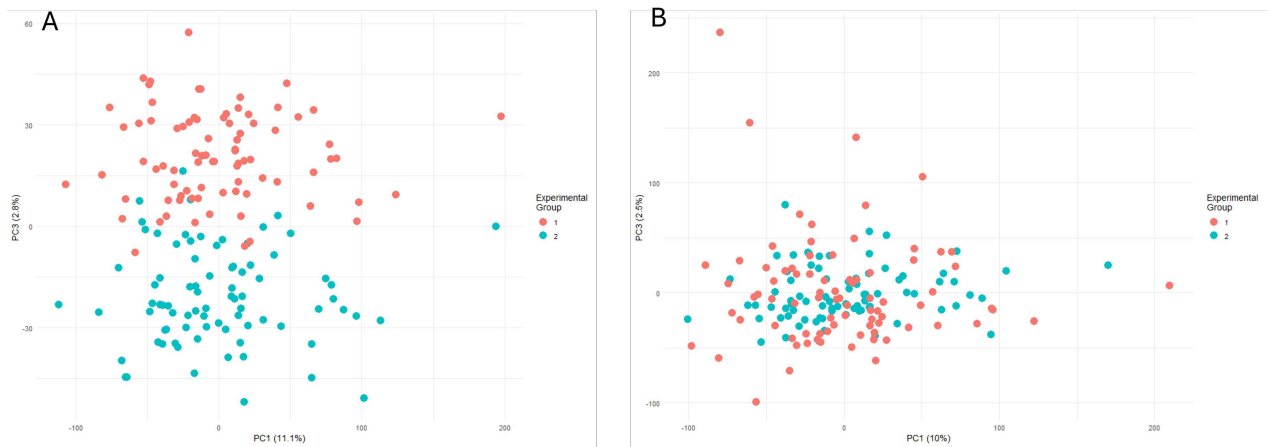 A
60
30
0
-30
PC3 (2.8%)
-100
0
100
200
PC1 (11.1%)
Experimental
Group
1
2
B
200
100
0
-100
PC3 (2.5%)
-100
0
100
200
PC1 (10%)
Experimental
Group
1
2